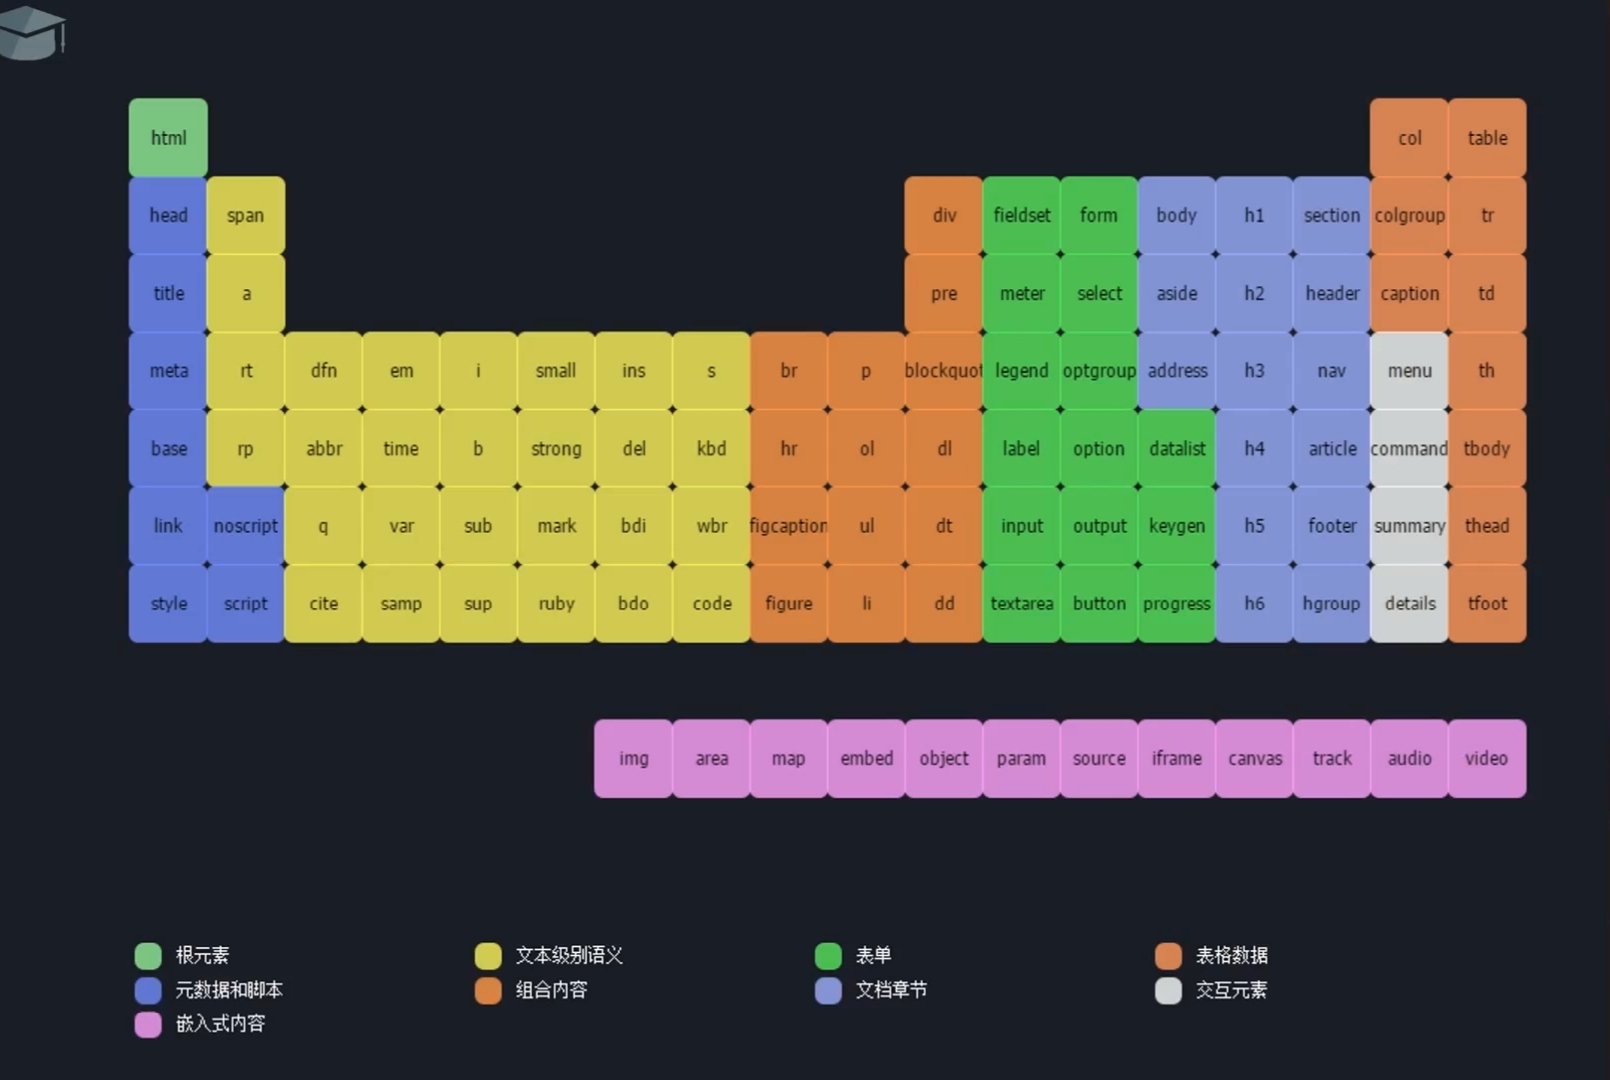 html col table
head span div fieldset form body h1 section colgroup tr
title a pre meter select aside h2 header caption td
meta rt dfn em i small ins s br p blockquot legend optgroup address h3 nav menu th
base rp abbr time b strong del kbd hr ol dl label option datalist h4 article command tbody
link noscript q var sub mark bdi wbr figcaption ul dt input output keygen h5 footer summary thead
style script cite samp sup ruby bdo code figure li dd textarea button progress h6 hgroup details tfoot
img area map embed object param source iframe canvas track audio video
根元素 文本级别语义 表单 表格数据
元数据和脚本 组合内容 文档章节 交互元素
嵌入式内容